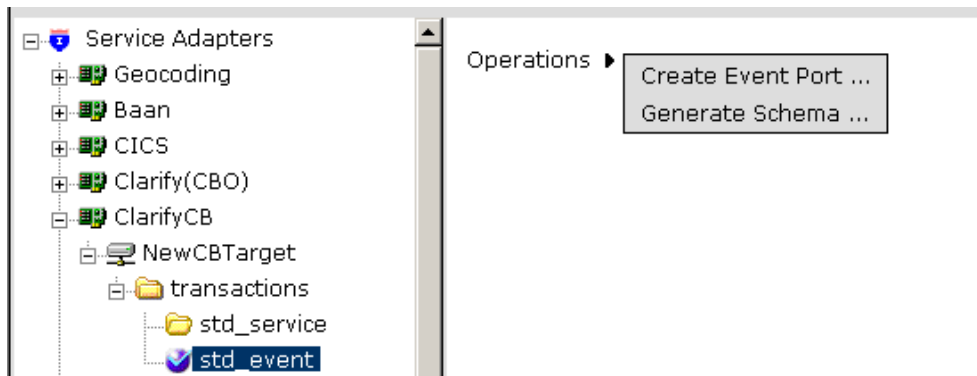 Service Adapters
Geocoding
Baan
CICS
Clarify(CBO)
ClarifyCB
NewCBTarget
transactions
std_service
std_event
Operations
Create Event Port ...
Generate Schema ...